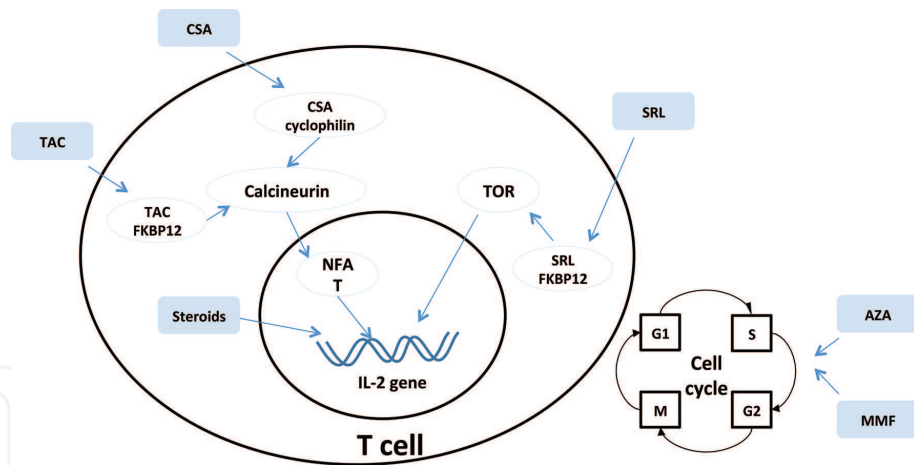 CSA
CSA
cyclophilin
SRL
TAC
Calcineurin
TOR
TAC
FKBP12
SRL
FKBP12
NFA
T
Steroids
IL-2 gene
G1
S
AZA
Cell
cycle
M
G2
MMF
T cell